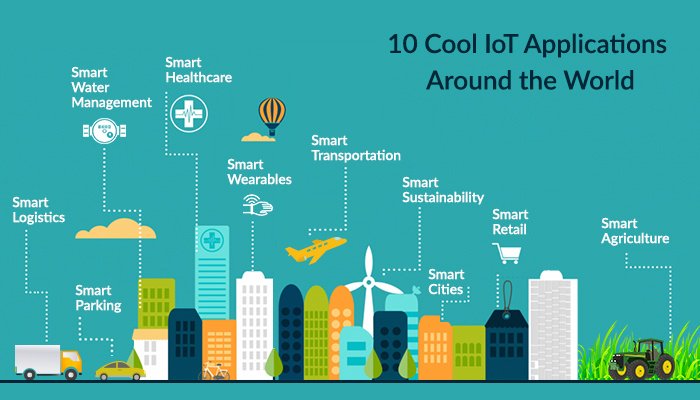 10 Cool IoT Applications
Around the World
Smart
Healthcare
Smart
Water
Management
Smart
Transportation
Smart
Wearables
Smart
Sustainability
Smart
Logistics
Smart
Retail
Smart
Agriculture
Smart
Cities
Smart
Parking